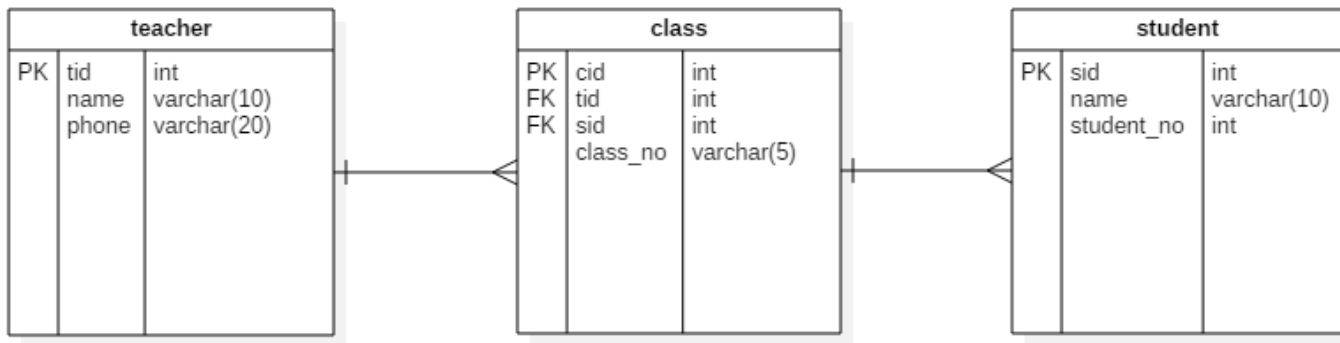 teacher
PK tid int
name varchar(10)
phone varchar(20)
class
PK cid int
FK tid int
FK sid int
class_no varchar(5)
student
PK sid int
name varchar(10)
student_no int